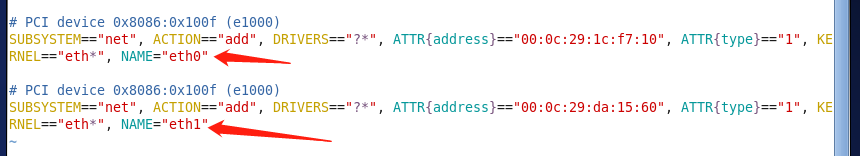 # PCI device 0x8086:0x100f (e1000)
SUBSYSTEM=="net", ACTION=="add", DRIVERS=="?*", ATTR{address}=="00:0c:29:1c:f7:10", ATTR{type}=="1", KE
RNEL=="eth*", NAME="eth0"
# PCI device 0x8086:0x100f (e1000)
SUBSYSTEM=="net", ACTION=="add", DRIVERS=="?*", ATTR{address}=="00:0c:29:da:15:60", ATTR{type}=="1", KE
RNEL=="eth*", NAME="eth1"
~